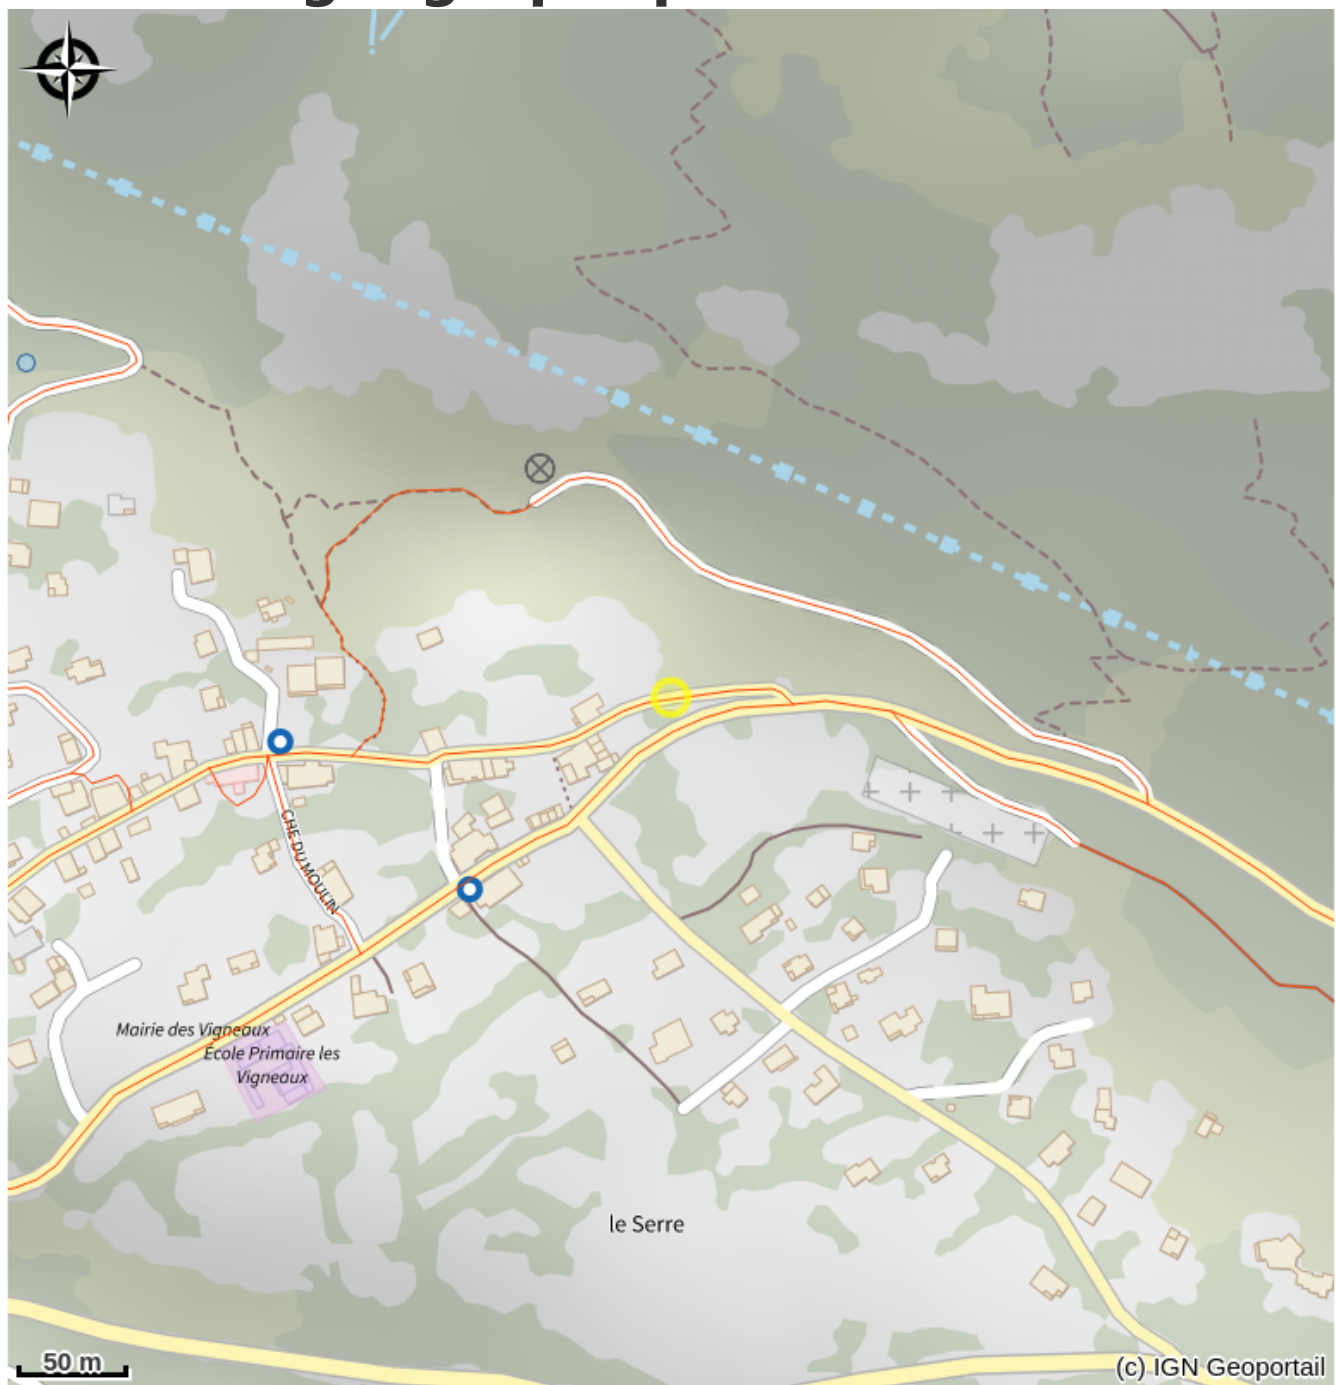 CHE DU MOULIN
Mairie des Vigneaux
École Primaire les
Vigneaux
le Serre
50 m
(c) IGN Geoportail